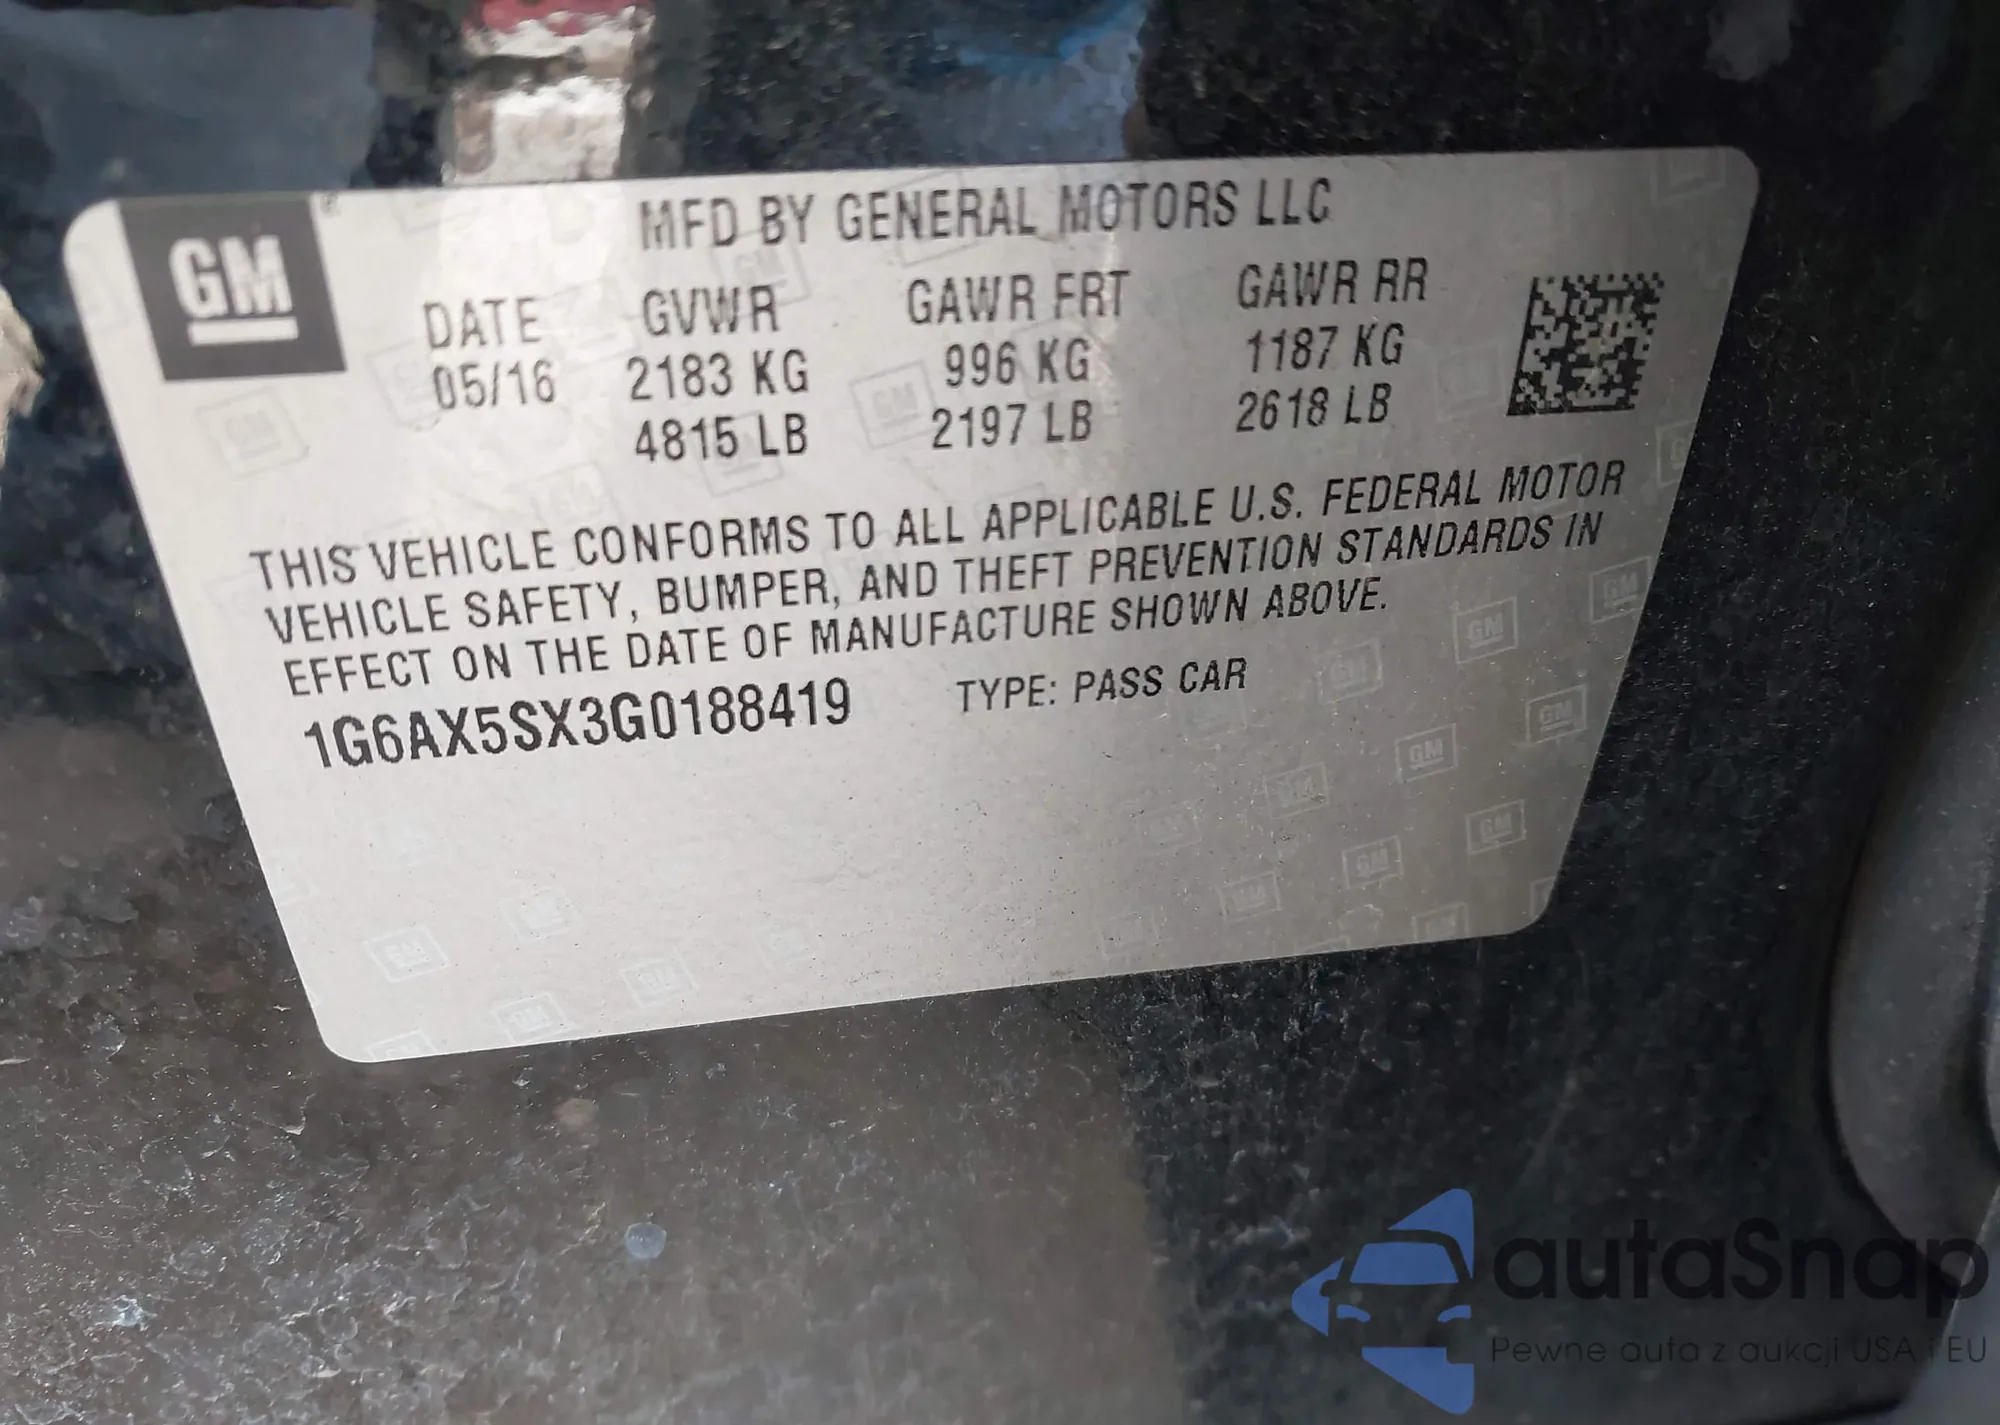 MFD BY GENERAL MOTORS LLC
GM
DATE GVWR GAWR FRT GAWR RR
05/16 2183 KG 996 KG 1187 KG
4815 LB 2197 LB 2618 LB
THIS VEHICLE CONFORMS TO ALL APPLICABLE U.S. FEDERAL MOTOR
VEHICLE SAFETY, BUMPER, AND THEFT PREVENTION STANDARDS IN
EFFECT ON THE DATE OF MANUFACTURE SHOWN ABOVE.
1G6AX5SX3G0188419 TYPE: PASS CAR
autaSnap
Pewne auta z aukcji USA i EU